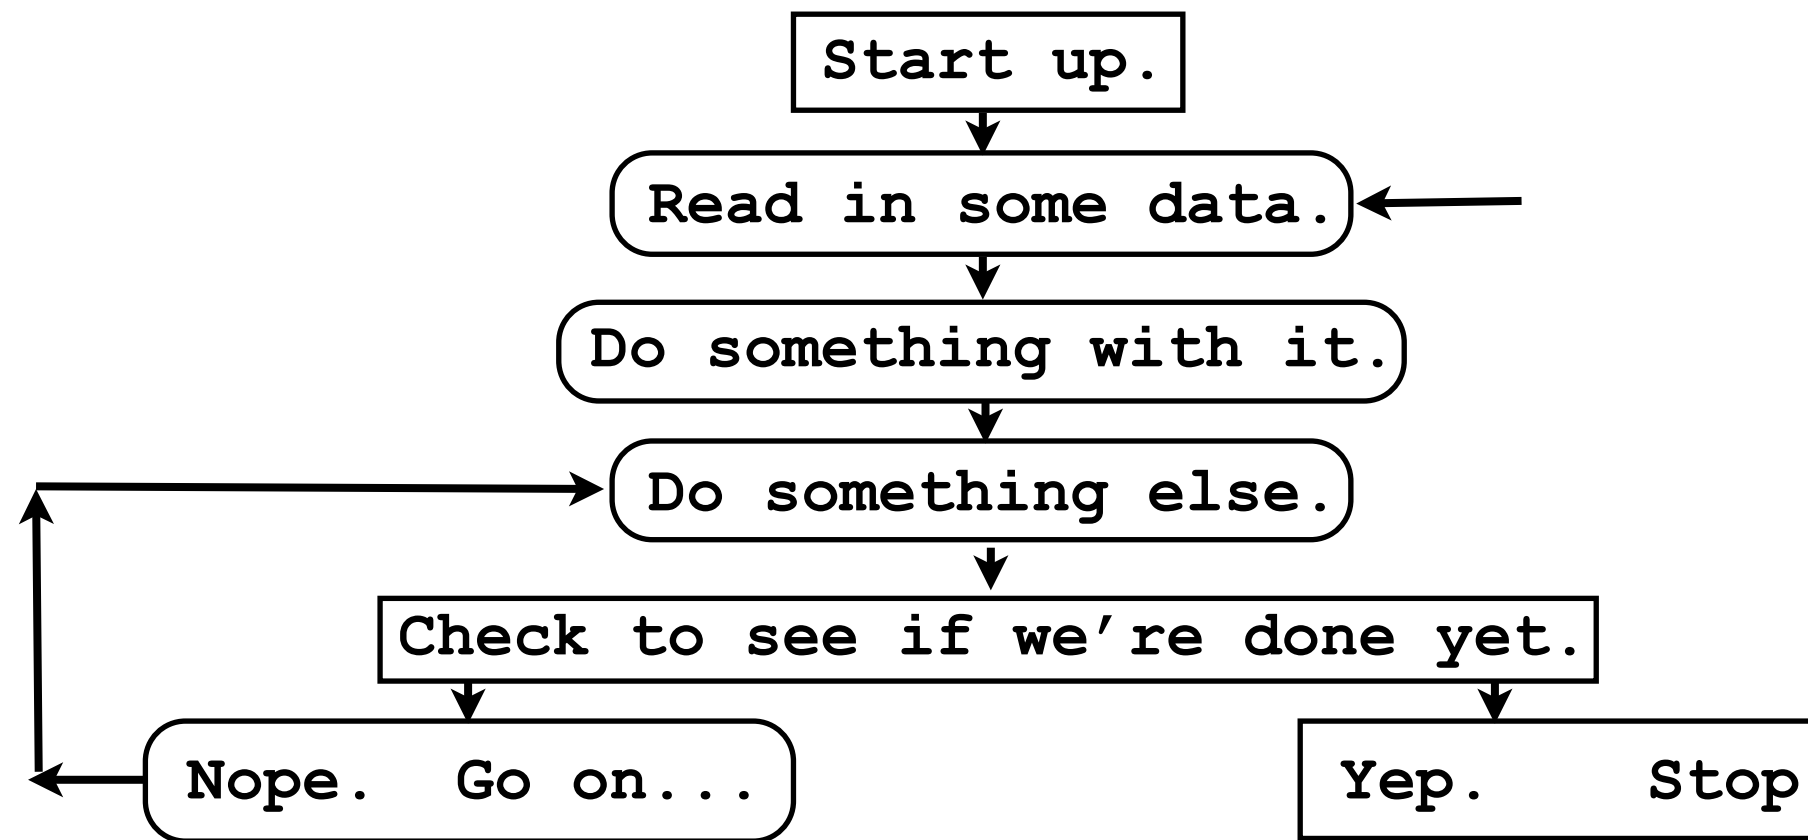 Start up.
Read in some data.
Do something with it.
Do something else.
Check to see if we're done yet.
Nope. Go on...
Yep. Stop